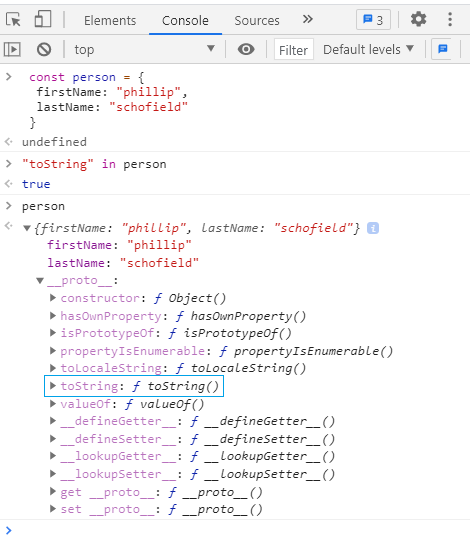 Elements Console Sources » 3
top Filter Default levels
const person = {
firstName: "phillip",
lastName: "schofield"
}
undefined
"toString" in person
true
person
{firstName: "phillip", lastName: "schofield"} i
firstName: "phillip"
lastName: "schofield"
__proto__:
constructor: ƒ Object()
hasOwnProperty: ƒ hasOwnProperty()
isPrototypeOf: ƒ isPrototypeOf()
propertyIsEnumerable: ƒ propertyIsEnumerable()
toLocaleString: ƒ toLocaleString()
toString: ƒ toString()
valueOf: ƒ valueOf()
__defineGetter__: ƒ __defineGetter__()
__defineSetter__: ƒ __defineSetter__()
__lookupGetter__: ƒ __lookupGetter__()
__lookupSetter__: ƒ __lookupSetter__()
get __proto__: ƒ __proto__()
set __proto__: ƒ __proto__()